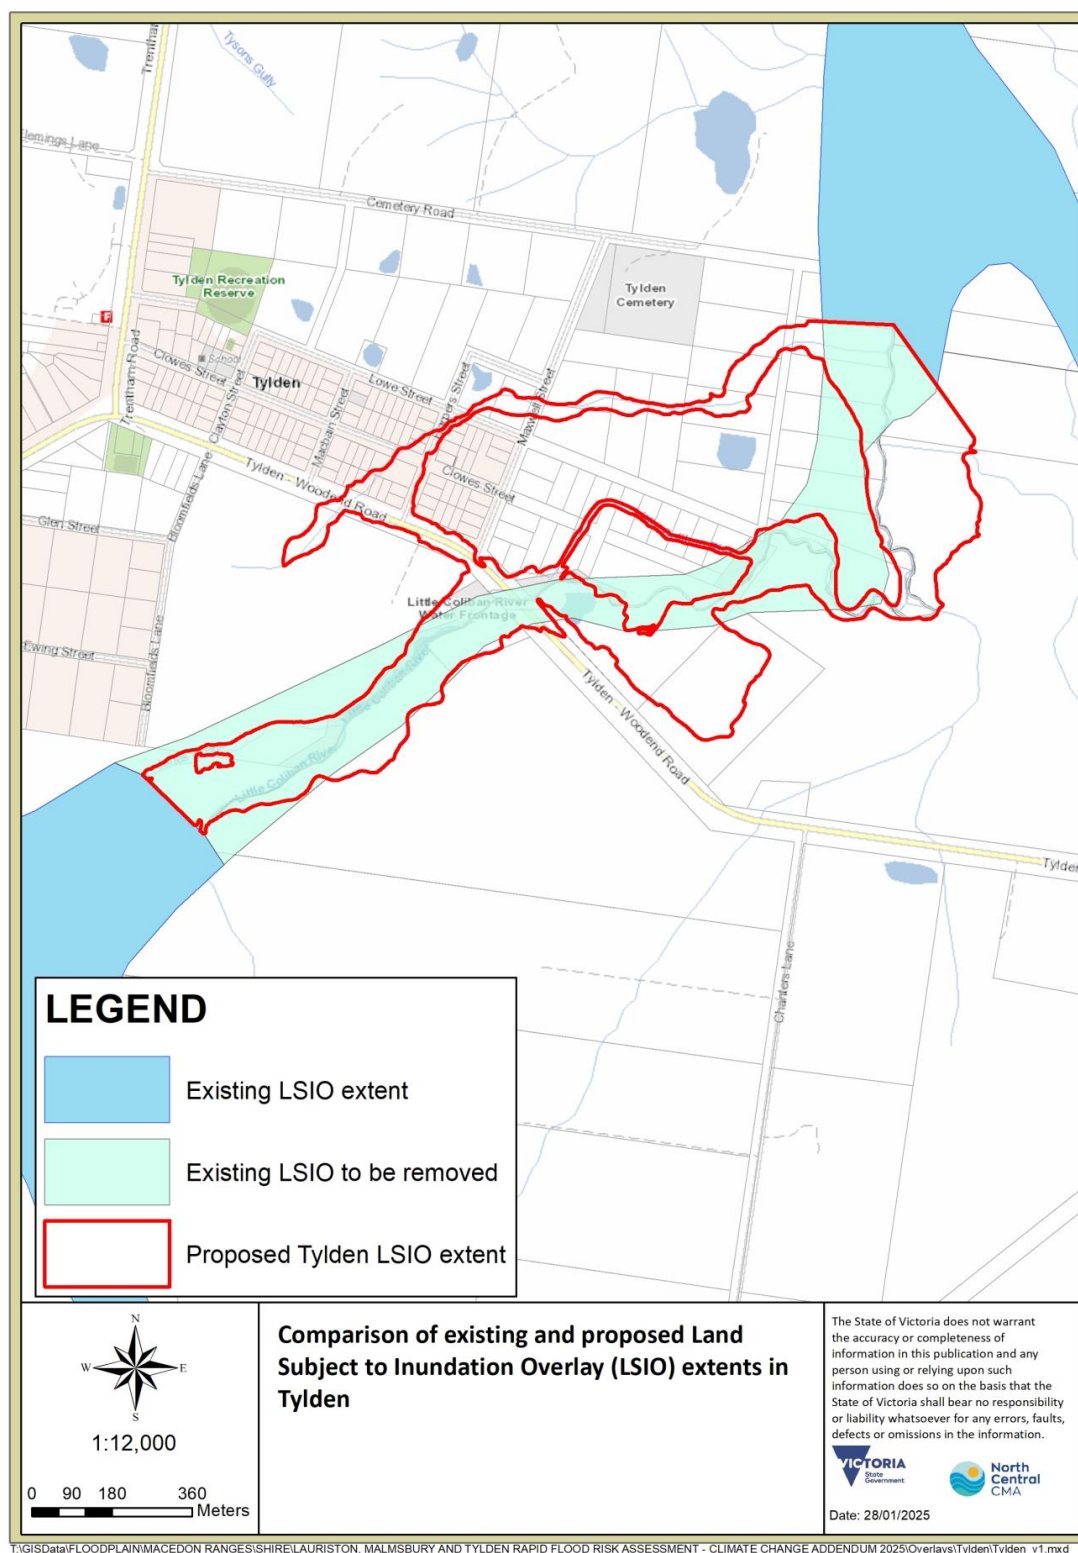 Tysons Gully
Trentham
Flemings Lane
Cemetery Road
Tylden Recreation
Reserve
Tylden
Cemetery
School
Clowes Street
Tylden
Lowe Street
Trentham Road
Clayton Street
Macbain Street
Harpers Street
Maxwell Street
Clowes Street
Tylden - Woodend Road
Bloomfields Lane
Glen Street
Little Coliban River
Water Frontage
Ewing Street
Bloomfields Lane
Little Coliban River
Little Coliban River
Tylden - Woodend Road
Tylden
Chanters Lane
LEGEND
Existing LSIO extent
Existing LSIO to be removed
Proposed Tylden LSIO extent
N
W
E
S
1:12,000
0 90 180 360
Meters
Comparison of existing and proposed Land
Subject to Inundation Overlay (LSIO) extents in
Tylden
The State of Victoria does not warrant
the accuracy or completeness of
information in this publication and any
person using or relying upon such
information does so on the basis that the
State of Victoria shall bear no responsibility
or liability whatsoever for any errors, faults,
defects or omissions in the information.
VICTORIA
State
Government
North
Central
CMA
Date: 28/01/2025
T:\GISData\FLOODPLAIN\MACEDON RANGES\SHIRE\LAURISTON, MALMSBURY AND TYLDEN RAPID FLOOD RISK ASSESSMENT - CLIMATE CHANGE ADDENDUM 2025\Overlays\Tylden\Tylden_v1.mxd